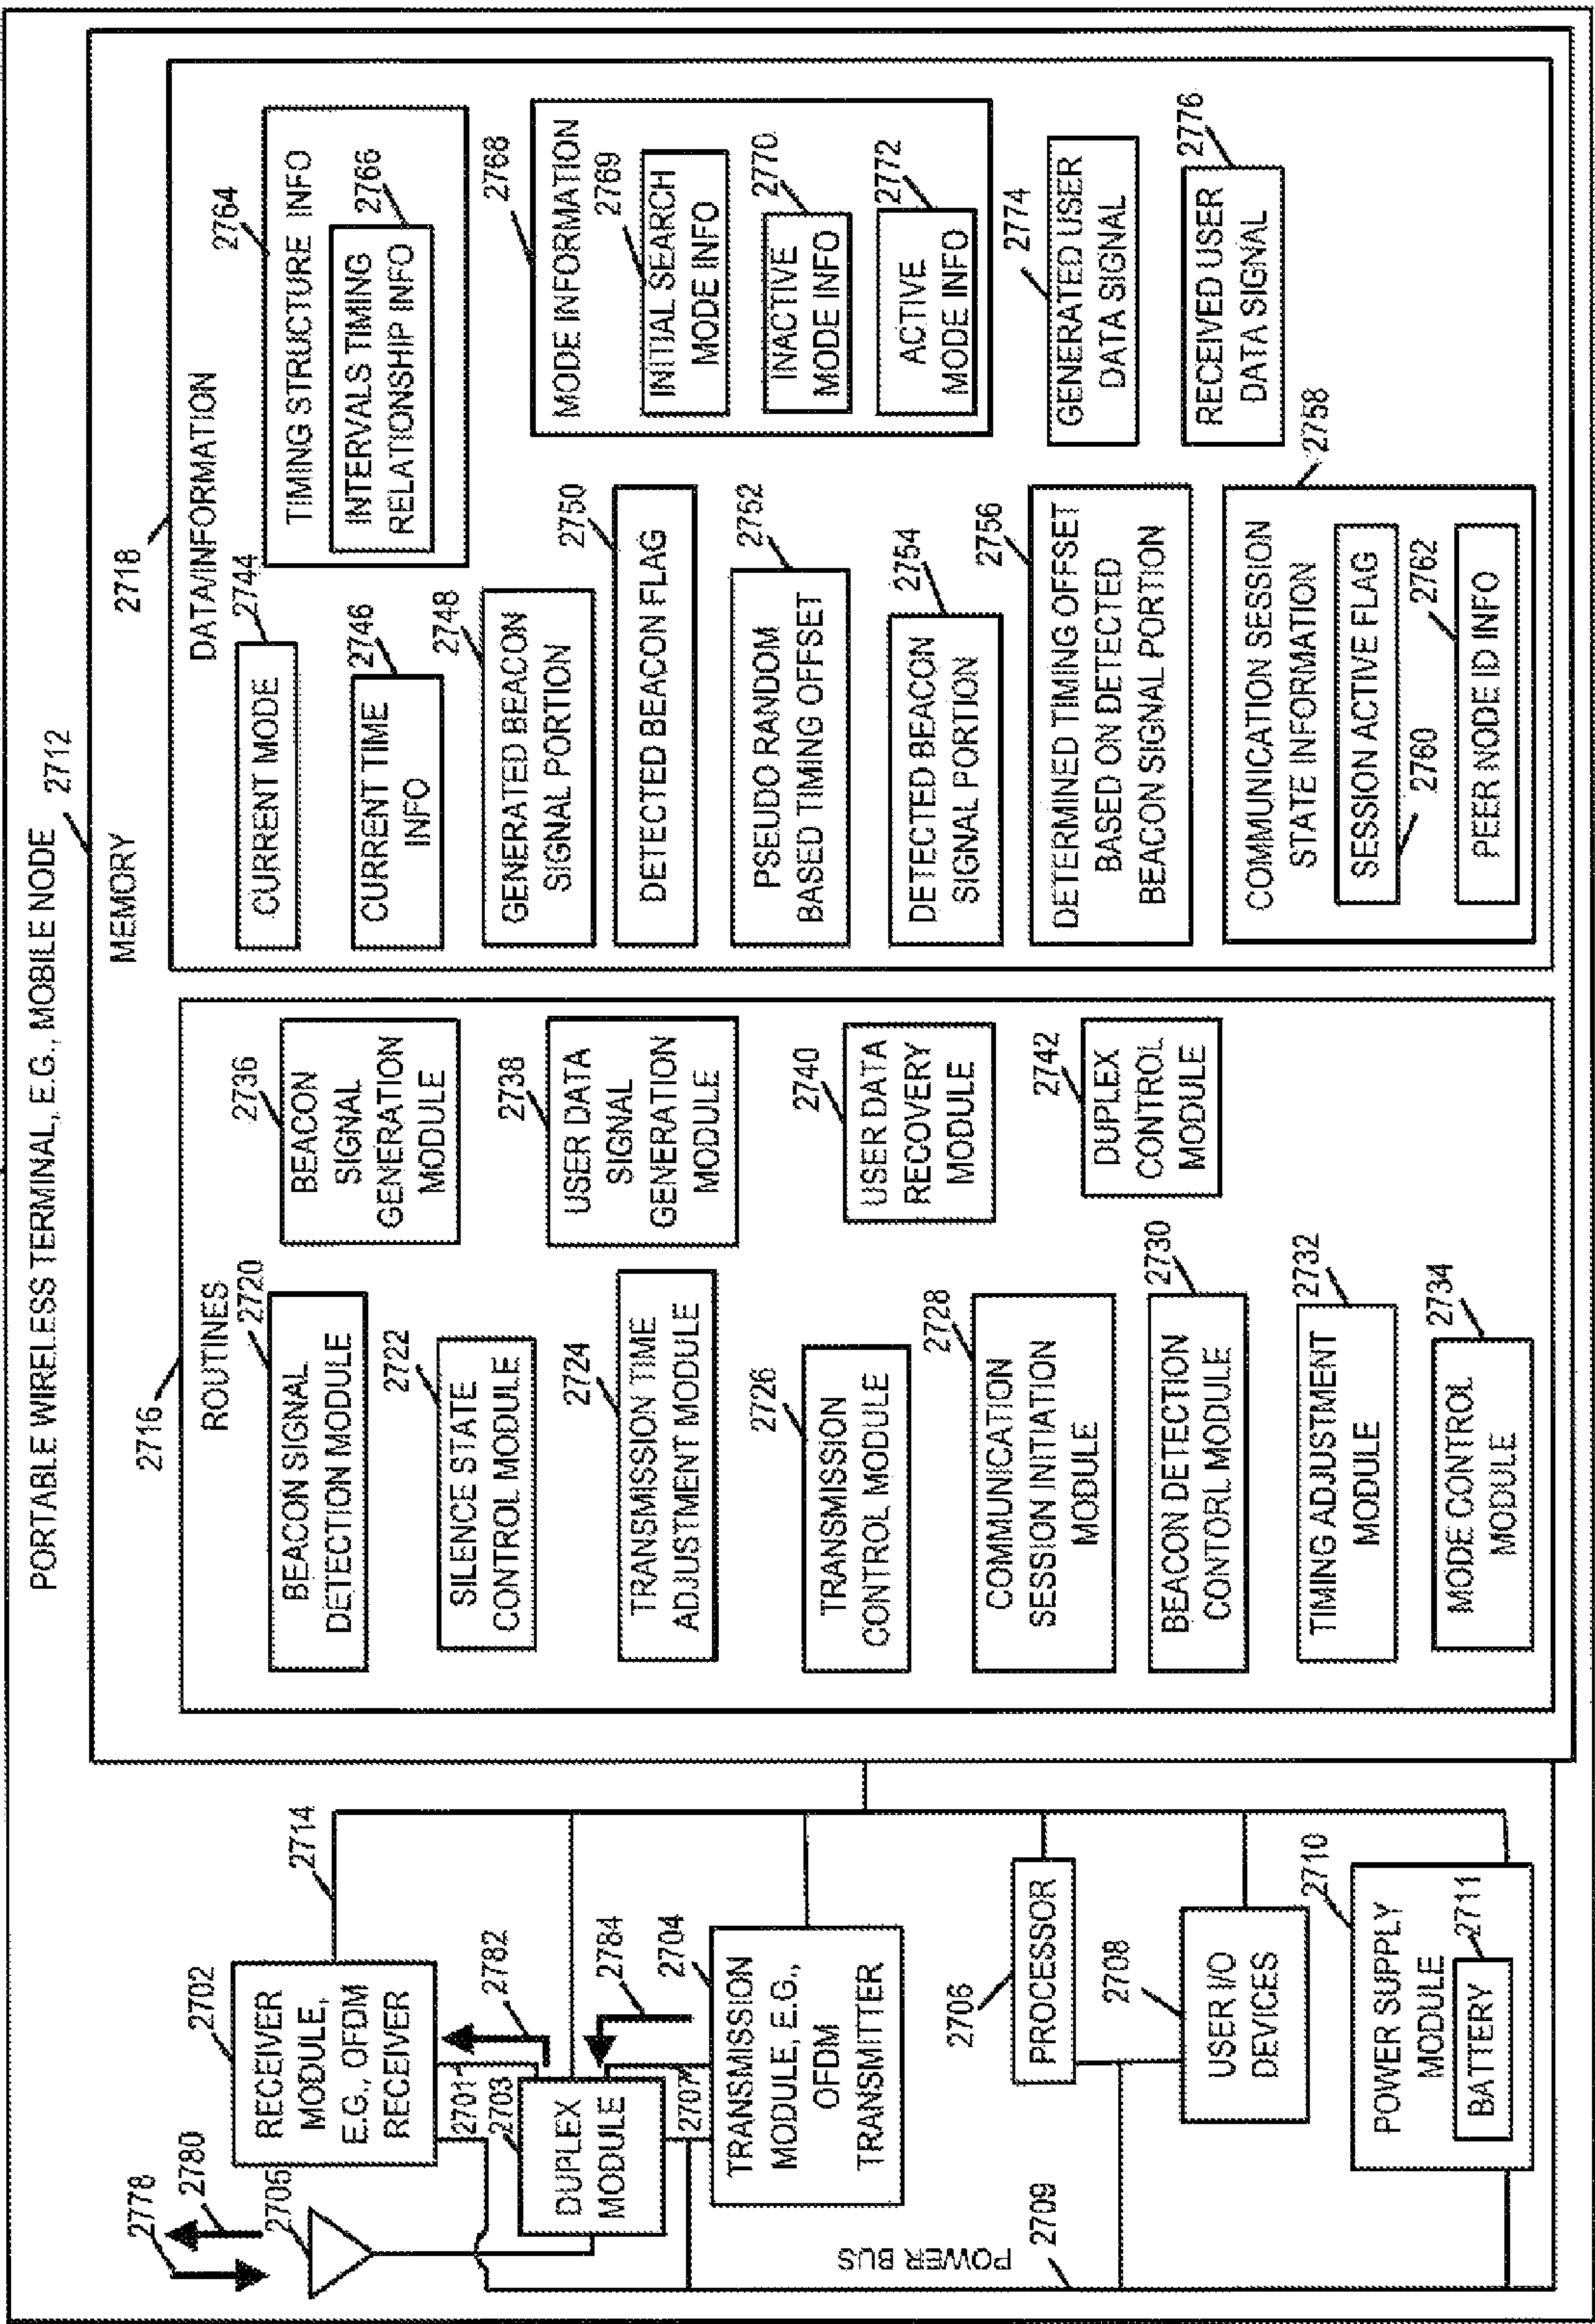 PORTABLE WIRELESS TERMINAL, E.G., MOBILE NODE
2712
MEMORY
2778
2780
2705
2702
RECEIVER
MODULE,
E.G., OFDM
RECEIVER
2714
2701
2782
2703
DUPLEX
MODULE
2784
2707
2704
TRANSMISSION
MODULE, E.G.,
OFDM
TRANSMITTER
2706
PROCESSOR
2708
USER I/O
DEVICES
2710
POWER SUPPLY
MODULE
2711
BATTERY
2709
POWER BUS
2716
ROUTINES
2720
BEACON SIGNAL
DETECTION MODULE
2722
SILENCE STATE
CONTROL MODULE
2724
TRANSMISSION TIME
ADJUSTMENT MODULE
2726
TRANSMISSION
CONTROL MODULE
2728
COMMUNICATION
SESSION INITIATION
MODULE
2730
BEACON DETECTION
CONTORL MODULE
2732
TIMING ADJUSTMENT
MODULE
2734
MODE CONTROL
MODULE
2736
BEACON
SIGNAL
GENERATION
MODULE
2738
USER DATA
SIGNAL
GENERATION
MODULE
2740
USER DATA
RECOVERY
MODULE
2742
DUPLEX
CONTROL
MODULE
2718
DATA/INFORMATION
2744
CURRENT MODE
2746
CURRENT TIME
INFO
2748
GENERATED BEACON
SIGNAL PORTION
2750
DETECTED BEACON FLAG
2752
PSEUDO RANDOM
BASED TIMING OFFSET
2754
DETECTED BEACON
SIGNAL PORTION
2756
DETERMINED TIMING OFFSET
BASED ON DETECTED
BEACON SIGNAL PORTION
2758
COMMUNICATION SESSION
STATE INFORMATION
SESSION ACTIVE FLAG
2760
2762
PEER NODE ID INFO
2764
TIMING STRUCTURE INFO
2766
INTERVALS TIMING
RELATIONSHIP INFO
2768
MODE INFORMATION
2769
INITIAL SEARCH
MODE INFO
2770
INACTIVE
MODE INFO
2772
ACTIVE
MODE INFO
2774
GENERATED USER
DATA SIGNAL
2776
RECEIVED USER
DATA SIGNAL